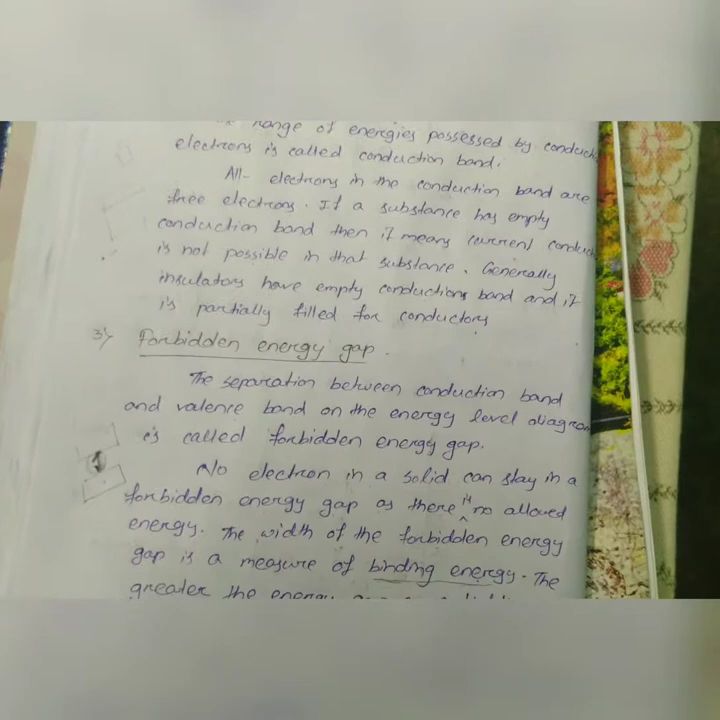 range of energies possessed by conduct
electrons is called conduction band.
All electrons in the conduction band are
free electrons. If a substance has empty
conduction band then it means current conduct
is not possible in that substance. Generally
insulators have empty conductions band and it
is partially filled for conductors
3) Forbidden energy gap.
The separation between conduction band
and valence band on the energy level diagram
is called forbidden energy gap.
No electron in a solid can stay in a
forbidden energy gap as there is no allowed
energy. The width of the forbidden energy
gap is a measure of binding energy. The
greater the energy